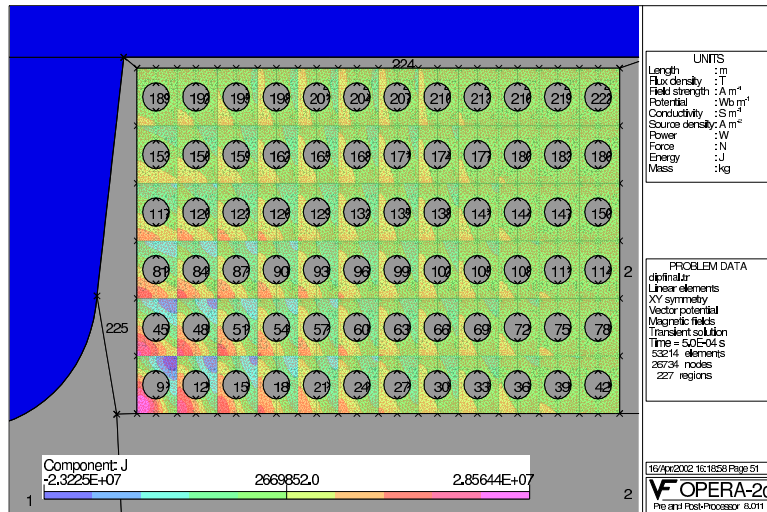 224
189 192 195 198 201 204 207 210 213 216 219 222
153 156 159 162 165 168 171 174 177 180 183 186
117 120 123 126 129 132 135 138 141 144 147 150
81 84 87 90 93 96 99 102 105 108 111 114
2
225
45 48 51 54 57 60 63 66 69 72 75 78
9 12 15 18 21 24 27 30 33 36 39 42
Component: J
-2.3225E+07 2669852.0 2.85644E+07
1
2
UNITS
Length : m
Flux density : T
Field strength : A m⁻¹
Potential : Wb m⁻¹
Conductivity : S m⁻¹
Source density: A m⁻²
Power : W
Force : N
Energy : J
Mass : kg
PROBLEM DATA
dipfinal.tr
Linear elements
XY symmetry
Vector potential
Magnetic fields
Transient solution
Time = 5.0E-04 s
53214 elements
26734 nodes
227 regions
16/Apr/2002 16:18:58 Page 51
OPERA-2d
Pre and Post-Processor 8.011